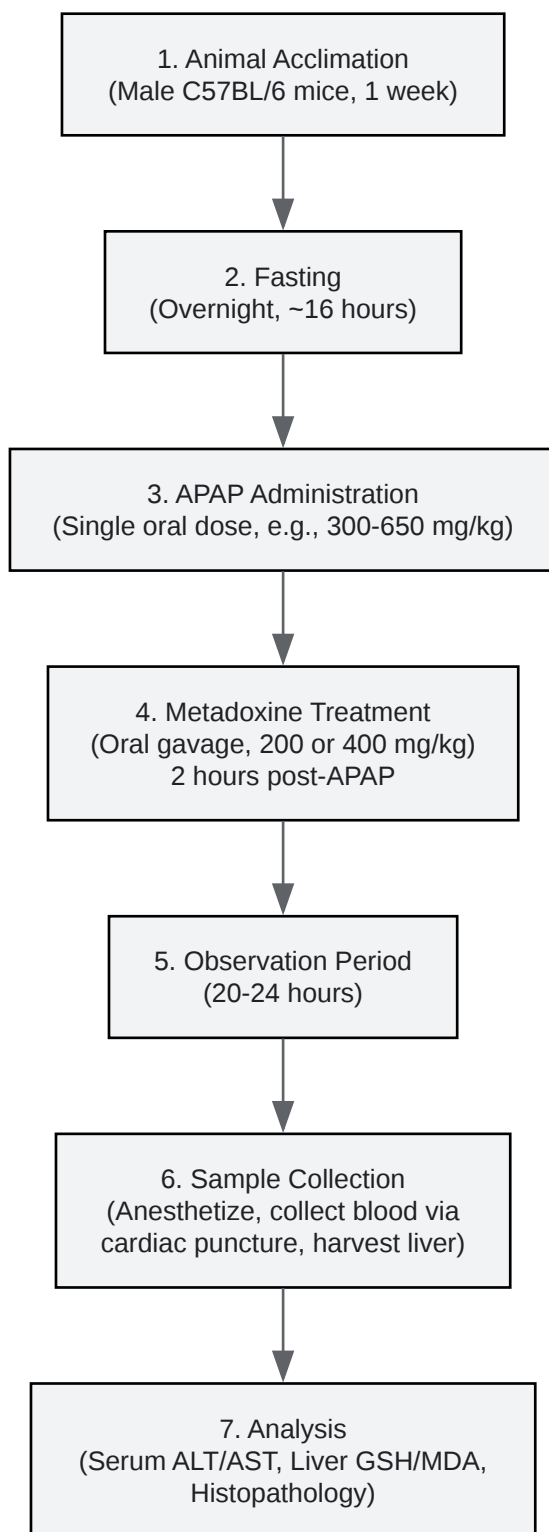 1. Animal Acclimation
(Male C57BL/6 mice, 1 week)
2. Fasting
(Overnight, ~16 hours)
3. APAP Administration
(Single oral dose, e.g., 300-650 mg/kg)
4. Metadoxine Treatment
(Oral gavage, 200 or 400 mg/kg)
2 hours post-APAP
5. Observation Period
(20-24 hours)
6. Sample Collection
(Anesthetize, collect blood via
cardiac puncture, harvest liver)
7. Analysis
(Serum ALT/AST, Liver GSH/MDA,
Histopathology)